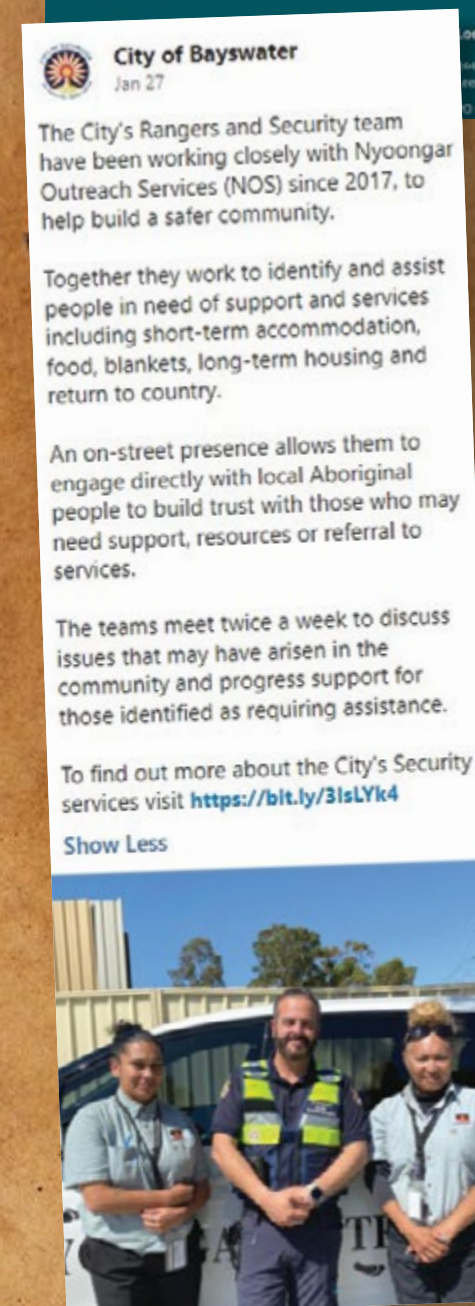 City of Bayswater
Jan 27
The City's Rangers and Security team
have been working closely with Nyoongar
Outreach Services (NOS) since 2017, to
help build a safer community.
Together they work to identify and assist
people in need of support and services
including short-term accommodation,
food, blankets, long-term housing and
return to country.
An on-street presence allows them to
engage directly with local Aboriginal
people to build trust with those who may
need support, resources or referral to
services.
The teams meet twice a week to discuss
issues that may have arisen in the
community and progress support for
those identified as requiring assistance.
To find out more about the City's Security
services visit https://bit.ly/3IsLYk4
Show Less